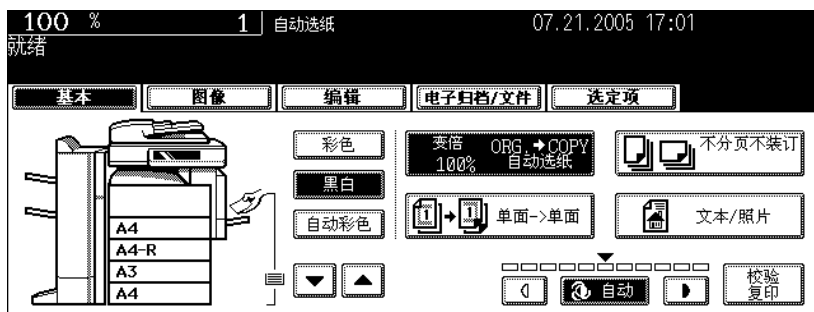 100 % 1 自动选纸 07.21.2005 17:01
就绪
基本 图像 编辑 电子归档/文件 选定项
彩色
黑白
自动彩色
变倍 ORG.→COPY
100% 自动选纸
不分页不装订
1→1 单面->单面
文本/照片
A4
A4-R
A3
A4
自动
校验
复印